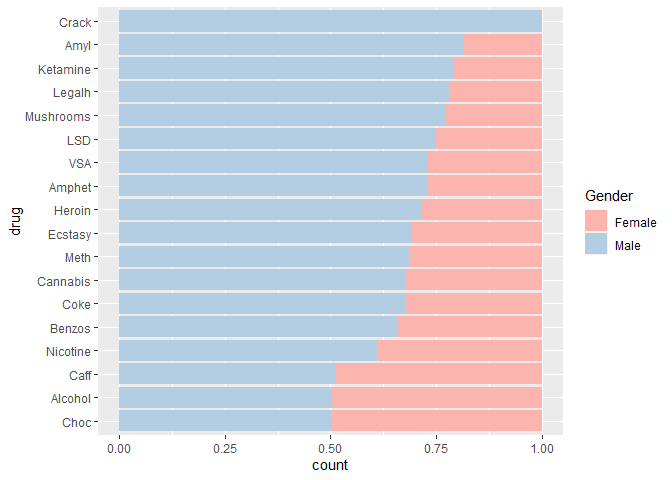 Crack
Amyl
Ketamine
Legalh
Mushrooms
LSD
VSA
Amphet
Heroin
Ecstasy
Meth
Cannabis
Coke
Benzos
Nicotine
Caff
Alcohol
Choc
drug
0.00 0.25 0.50 0.75 1.00
count
Gender
Female
Male